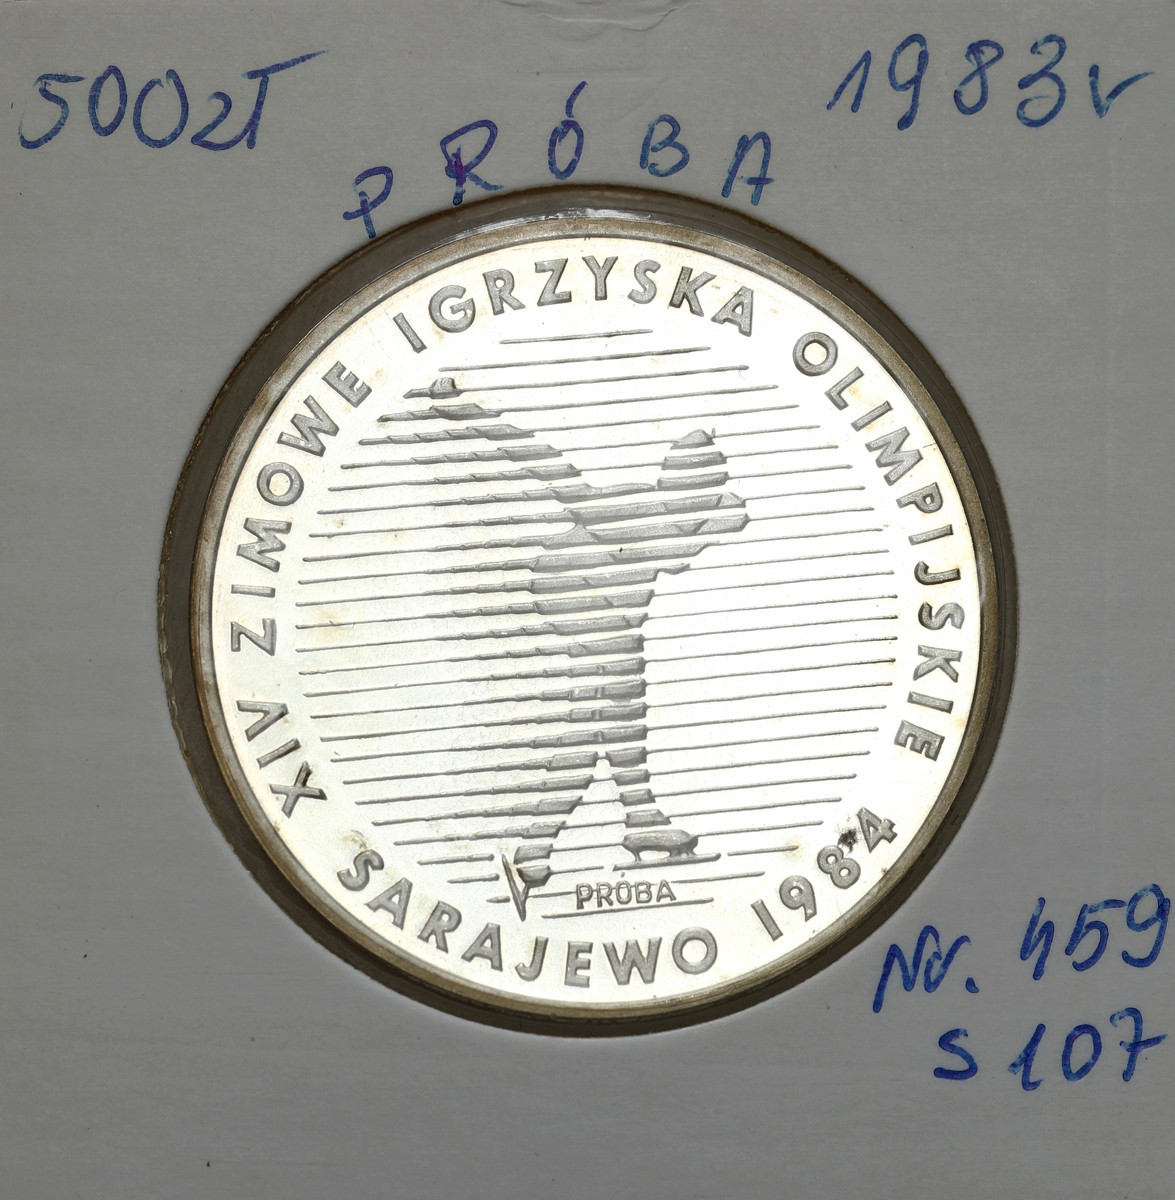 500zł
1983r
PRÓBA
XIV ZIMOWE IGRZYSKA OLIMPIJSKIE
SARAJEWO 1984
PRÓBA
Nr. 459
S 107